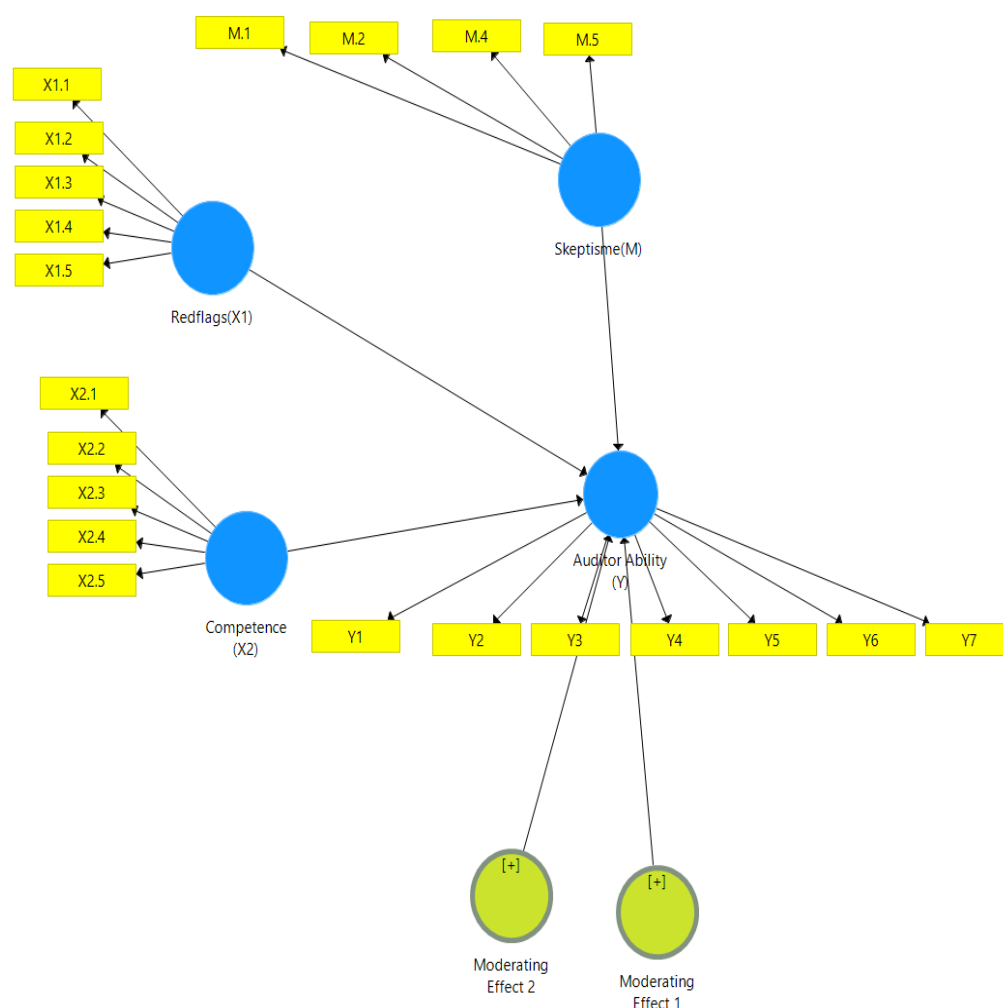 M.1
M.2
M.4
M.5
X1.1
X1.2
X1.3
X1.4
X1.5
Redflags(X1)
Skeptisme(M)
X2.1
X2.2
X2.3
X2.4
X2.5
Competence
(X2)
Auditor Ability
(Y)
Y1
Y2
Y3
Y4
Y5
Y6
Y7
[+]
Moderating
Effect 2
[+]
Moderating
Effect 1